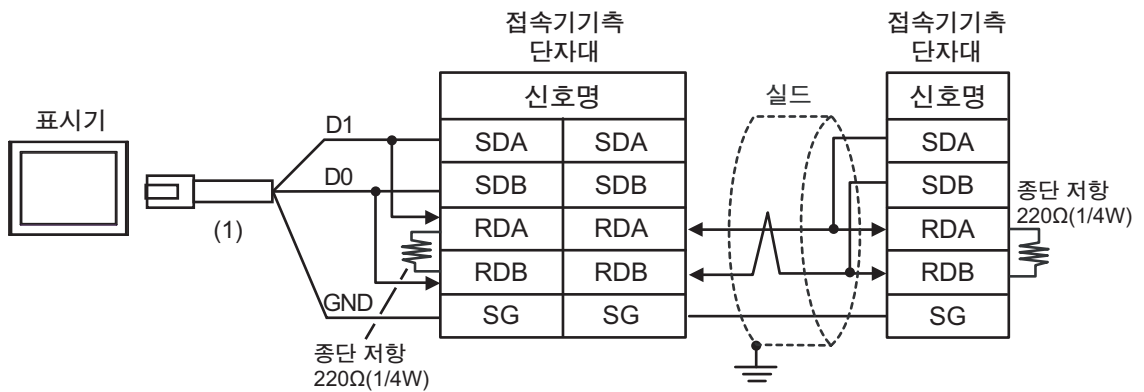 접속기기측
단자대
접속기기측
단자대
표시기
D1
D0
GND
(1)
신호명
SDA SDA
SDB SDB
RDA RDA
RDB RDB
SG SG
종단 저항
220Ω(1/4W)
실드
신호명
SDA
SDB
RDA
RDB
SG
종단 저항
220Ω(1/4W)